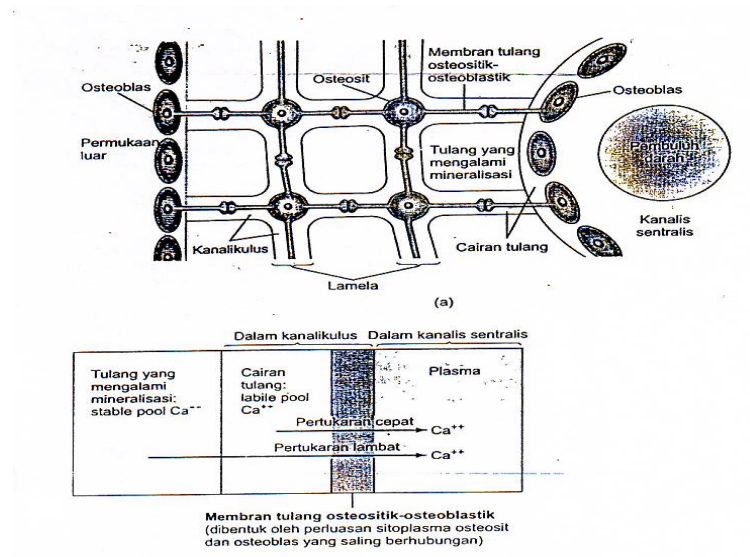 Membran tulang
osteositik-
osteoblastik
Osteoblas
Osteosit
Osteoblas
Permukaan
luar
Tulang yang
mengalami
mineralisasi
Pembuluh
darah
Kanalis
sentralis
Kanalikulus
Cairan tulang
Lamela
(a)
Dalam kanalikulus
Dalam kanalis sentralis
Tulang yang
mengalami
mineralisasi:
stable pool Ca⁺⁺
Cairan
tulang:
labile pool
Ca⁺⁺
Plasma
Pertukaran cepat
Ca⁺⁺
Pertukaran lambat
Ca⁺⁺
Membran tulang osteositik-osteoblastik
(dibentuk oleh perluasan sitoplasma osteosit
dan osteoblas yang saling berhubungan)